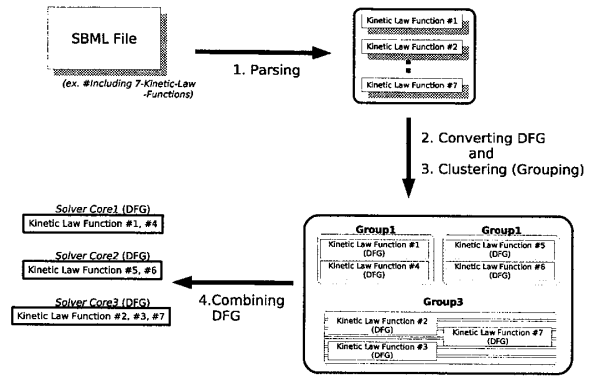 SBML File
(ex. #Including 7-Kinetic-Law
-Functions)
1. Parsing
Kinetic Law Function #1
Kinetic Law Function #2
Kinetic Law Function #7
2. Converting DFG
and
3. Clustering (Grouping)
Group1
Kinetic Law Function #1
(DFG)
Kinetic Law Function #4
(DFG)
Group1
Kinetic Law Function #5
(DFG)
Kinetic Law Function #6
(DFG)
Group3
Kinetic Law Function #2
(DFG)
Kinetic Law Function #7
(DFG)
Kinetic Law Function #3
(DFG)
4.Combining
DFG
Solver Core1 (DFG)
Kinetic Law Function #1, #4
Solver Core2 (DFG)
Kinetic Law Function #5, #6
Solver Core3 (DFG)
Kinetic Law Function #2, #3, #7